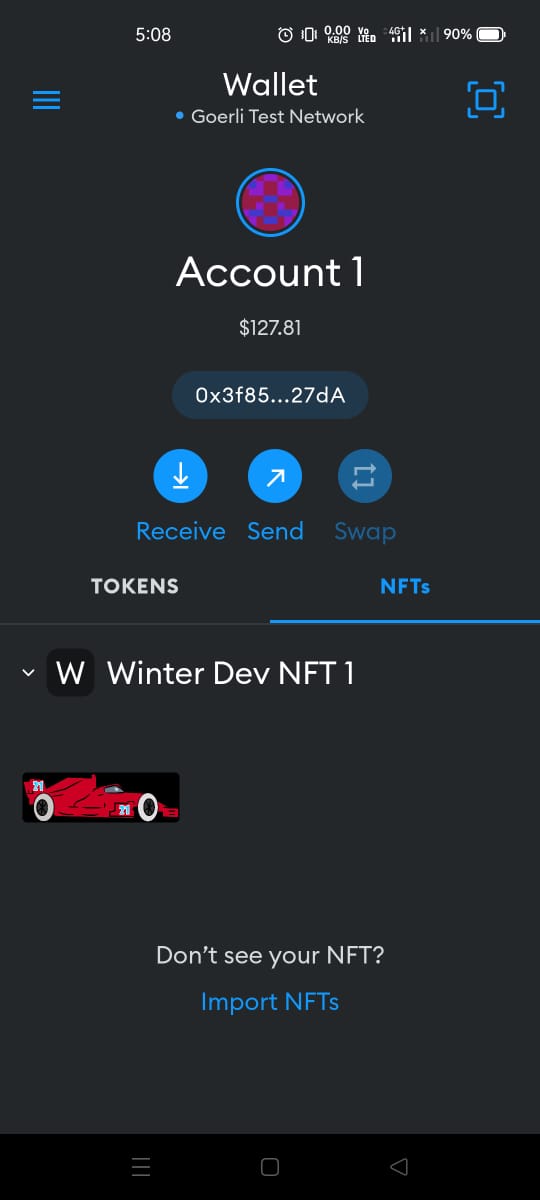 5:08
0.00 KB/S Vo LTED 4G+ x 90%
Wallet
Goerli Test Network
Account 1
$127.81
0x3f85...27dA
Receive Send Swap
TOKENS NFTs
W Winter Dev NFT 1
21
21
Don’t see your NFT?
Import NFTs